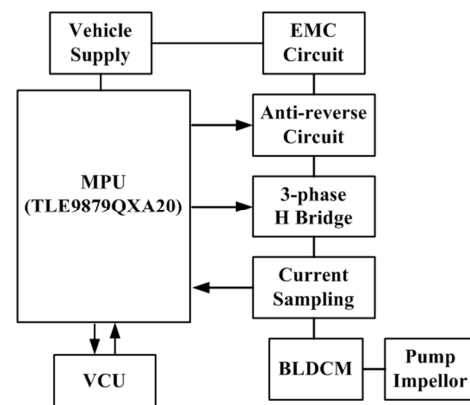 Vehicle
Supply
EMC
Circuit
Anti-reverse
Circuit
MPU
(TLE9879QXA20)
3-phase
H Bridge
Current
Sampling
VCU
BLDCM
Pump
Impellor